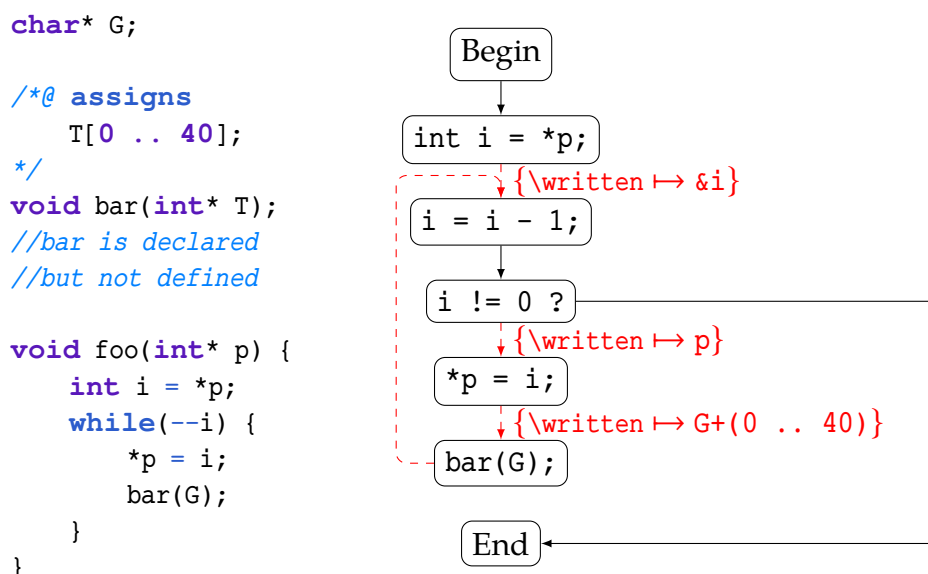 char* G;
/*@ assigns
T[0 .. 40];
*/
void bar(int* T);
//bar is declared
//but not defined
void foo(int* p) {
int i = *p;
while(--i) {
*p = i;
bar(G);
}
}
Begin
int i = *p;
{\written ↦ &i}
i = i - 1;
i != 0 ?
{\written ↦ p}
*p = i;
{\written ↦ G+(0 .. 40)}
bar(G);
End